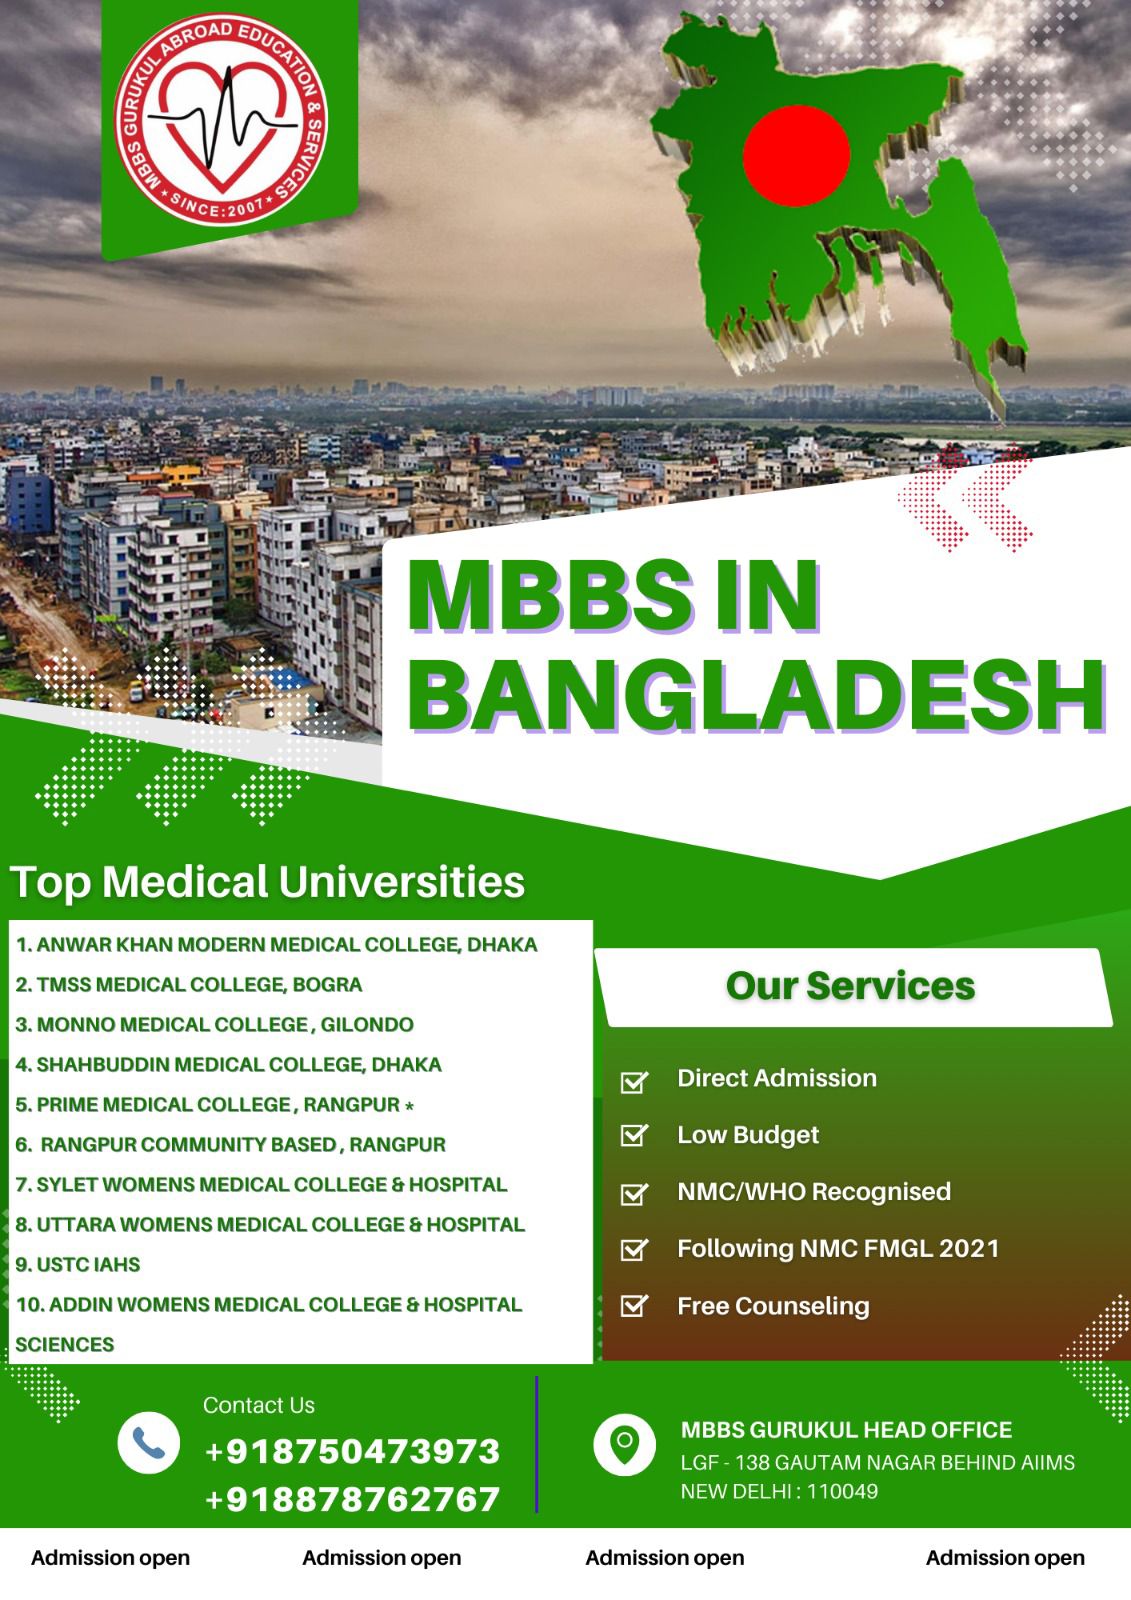 MBBS GURUKUL ABROAD EDUCATION & SERVICES
★ SINCE:2007 ★
MBBS IN
BANGLADESH
Top Medical Universities
1. ANWAR KHAN MODERN MEDICAL COLLEGE, DHAKA
2. TMSS MEDICAL COLLEGE, BOGRA
3. MONNO MEDICAL COLLEGE , GILONDO
4. SHAHBUDDIN MEDICAL COLLEGE, DHAKA
5. PRIME MEDICAL COLLEGE , RANGPUR *
6. RANGPUR COMMUNITY BASED , RANGPUR
7. SYLET WOMENS MEDICAL COLLEGE & HOSPITAL
8. UTTARA WOMENS MEDICAL COLLEGE & HOSPITAL
9. USTC IAHS
10. ADDIN WOMENS MEDICAL COLLEGE & HOSPITAL
SCIENCES
Our Services
Direct Admission
Low Budget
NMC/WHO Recognised
Following NMC FMGL 2021
Free Counseling
Contact Us
+918750473973
+918878762767
MBBS GURUKUL HEAD OFFICE
LGF - 138 GAUTAM NAGAR BEHIND AIIMS
NEW DELHI : 110049
Admission open Admission open Admission open Admission open